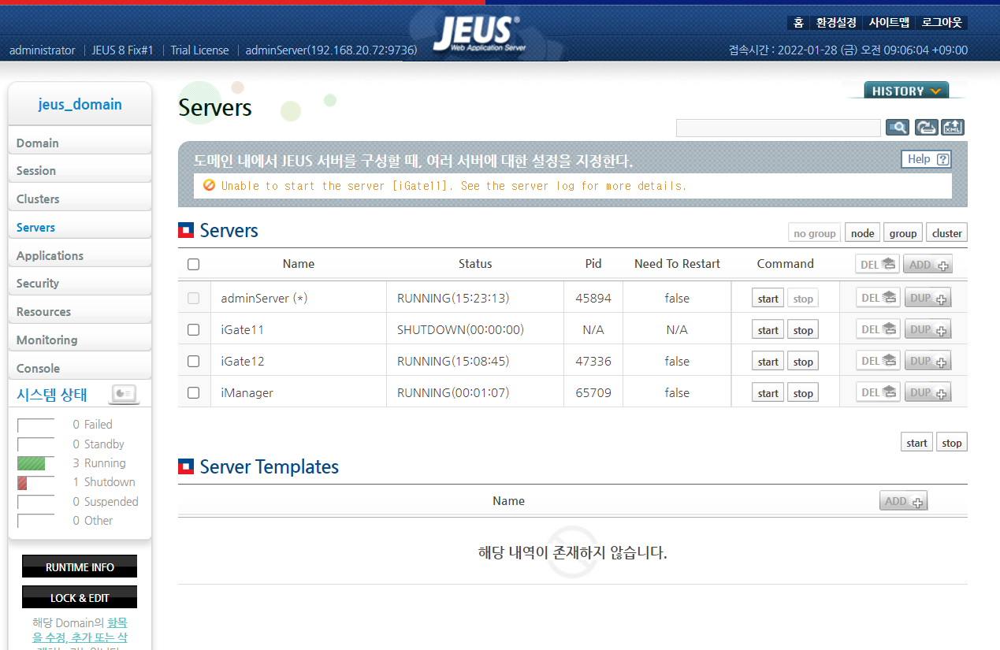 JEUS®
Web Application Server
홈 환경설정 사이트맵 로그아웃
administrator JEUS 8 Fix#1 Trial License adminServer(192.168.20.72:9736)
접속시간 : 2022-01-28 (금) 오전 09:06:04 +09:00
jeus_domain
Domain
Session
Clusters
Servers
Applications
Security
Resources
Monitoring
Console
시스템 상태
0 Failed
0 Standby
3 Running
1 Shutdown
0 Suspended
0 Other
RUNTIME INFO
LOCK & EDIT
해당 Domain의 항목
을 수정, 추가 또는 삭
Servers
HISTORY
XML
도메인 내에서 JEUS 서버를 구성할 때, 여러 서버에 대한 설정을 지정한다.
Help ?
Unable to start the server [iGate11]. See the server log for more details.
Servers
no group node group cluster
Name Status Pid Need To Restart Command DEL ADD
adminServer (*) RUNNING(15:23:13) 45894 false start stop DEL DUP
iGate11 SHUTDOWN(00:00:00) N/A N/A start stop DEL DUP
iGate12 RUNNING(15:08:45) 47336 false start stop DEL DUP
iManager RUNNING(00:01:07) 65709 false start stop DEL DUP
start stop
Server Templates
Name ADD
해당 내역이 존재하지 않습니다.